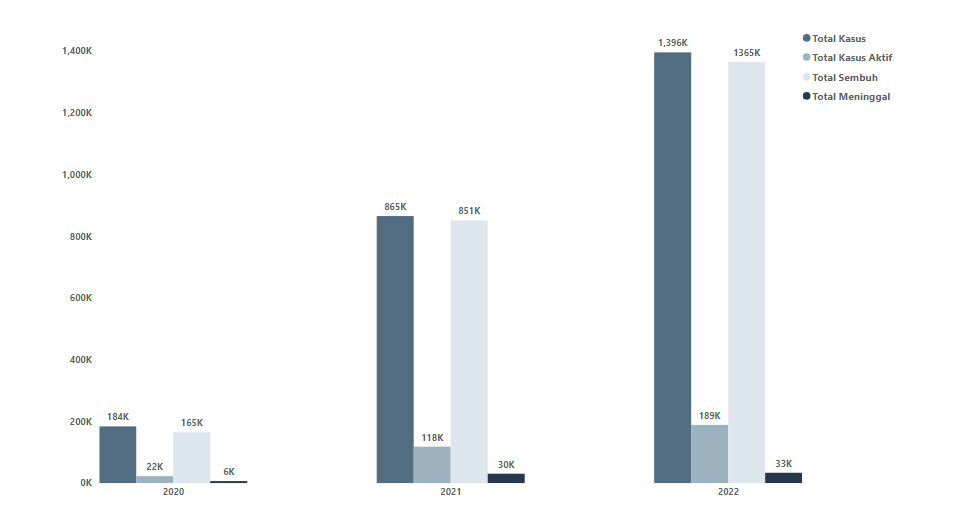 1,400K
1,200K
1,000K
800K
600K
400K
200K
0K
184K
22K
165K
6K
865K
118K
851K
30K
1,396K
189K
1365K
33K
2020
2021
2022
Total Kasus
Total Kasus Aktif
Total Sembuh
Total Meninggal